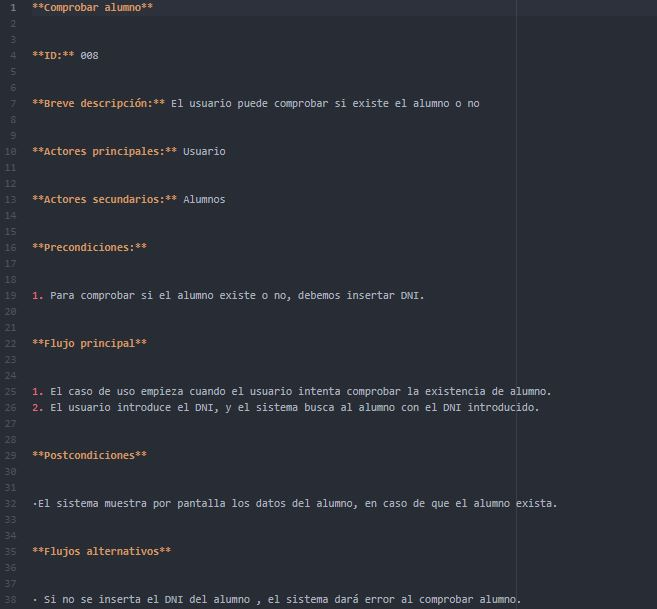 1 **Comprobar alumno**
2
3
4 **ID:** 008
5
6
7 **Breve descripción:** El usuario puede comprobar si existe el alumno o no
8
9
10 **Actores principales:** Usuario
11
12
13 **Actores secundarios:** Alumnos
14
15
16 **Precondiciones:**
17
18
19 1. Para comprobar si el alumno existe o no, debemos insertar DNI.
20
21
22 **Flujo principal**
23
24
25 1. El caso de uso empieza cuando el usuario intenta comprobar la existencia de alumno.
26 2. El usuario introduce el DNI, y el sistema busca al alumno con el DNI introducido.
27
28
29 **Postcondiciones**
30
31
32 ·El sistema muestra por pantalla los datos del alumno, en caso de que el alumno exista.
33
34
35 **Flujos alternativos**
36
37
38 · Si no se inserta el DNI del alumno , el sistema dará error al comprobar alumno.